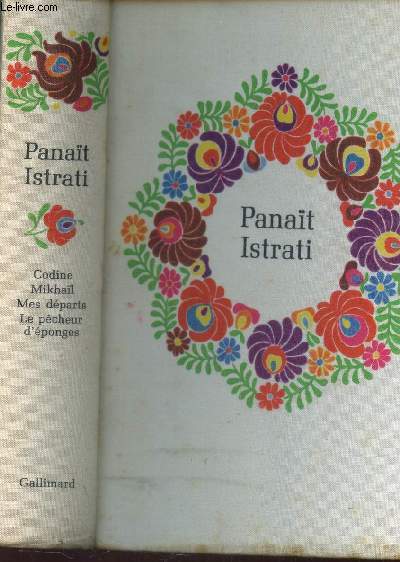 Le-livre.com
Panaït
Istrati
Codine
Mikhaïl
Mes départs
Le pêcheur
d'éponges
Gallimard
Panaït
Istrati